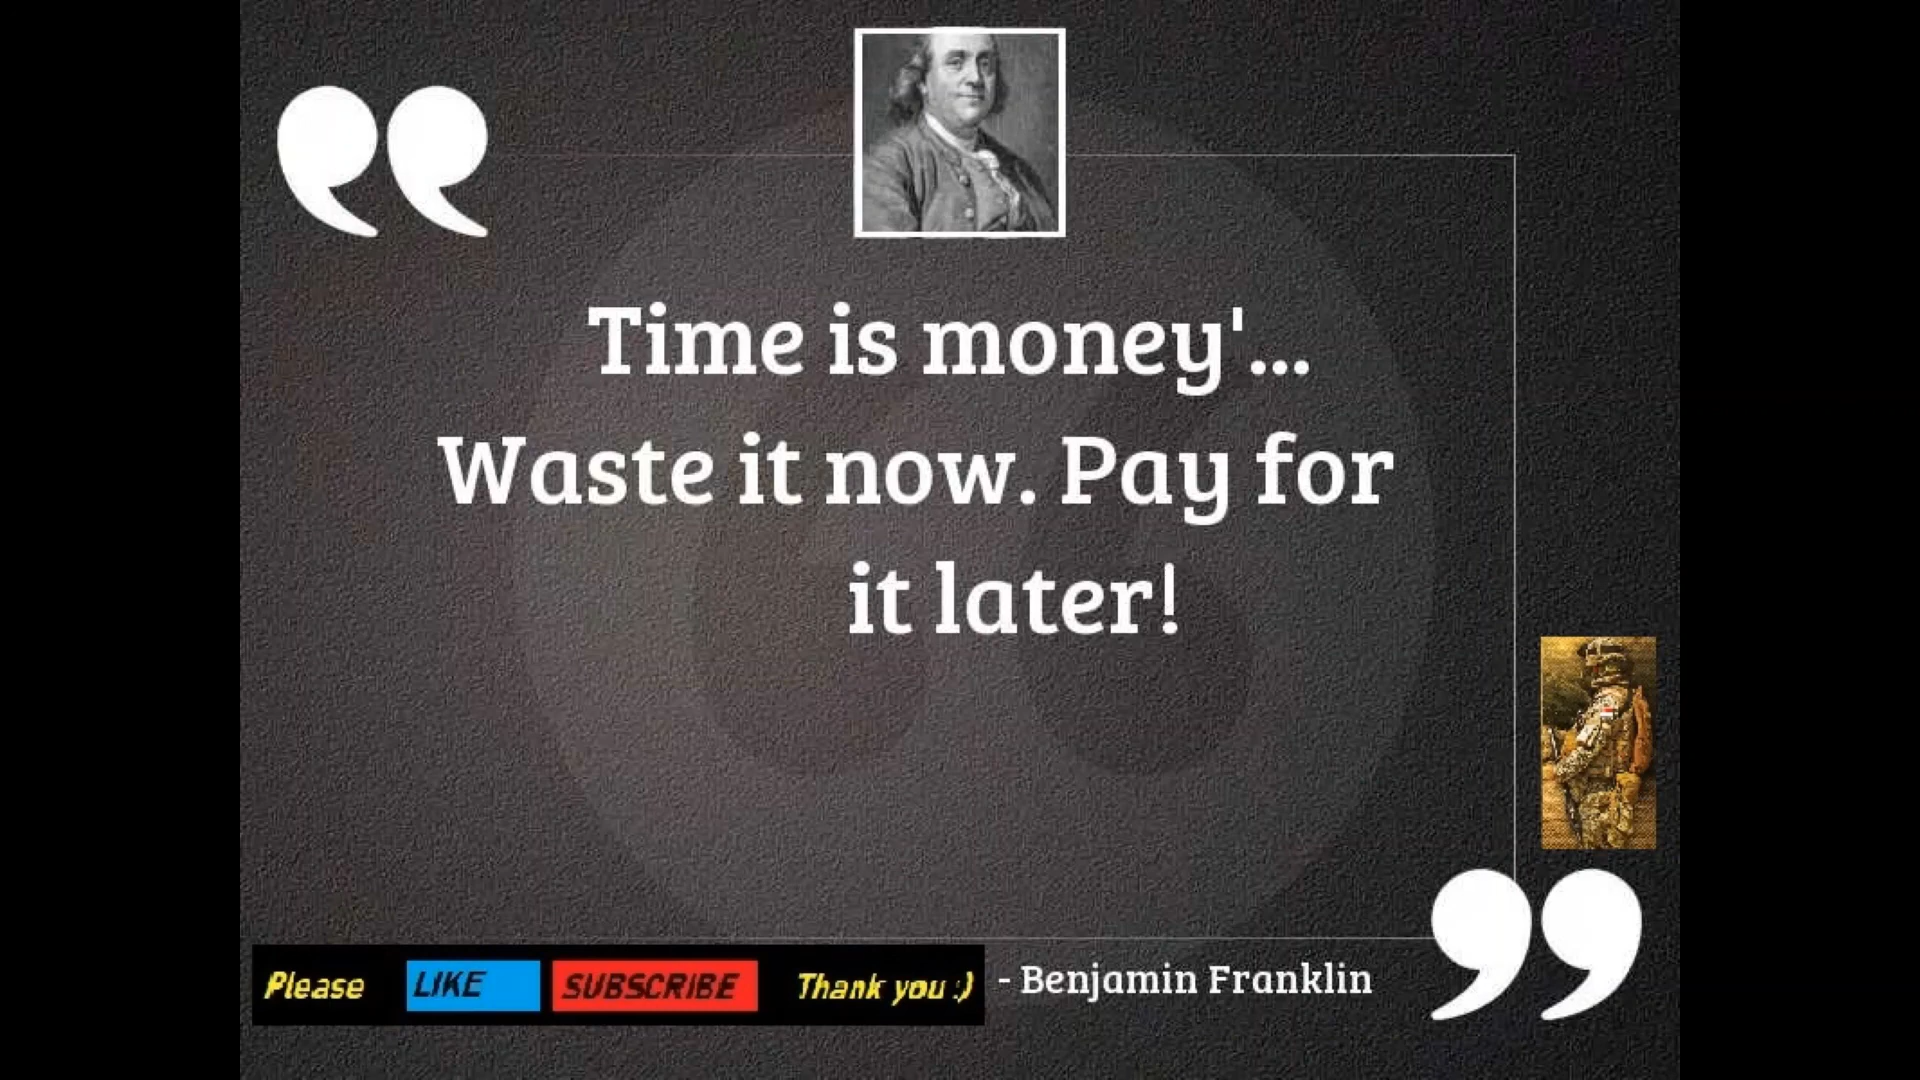 Time is money'...
Waste it now. Pay for
it later!
Please LIKE SUBSCRIBE Thank you :)
- Benjamin Franklin